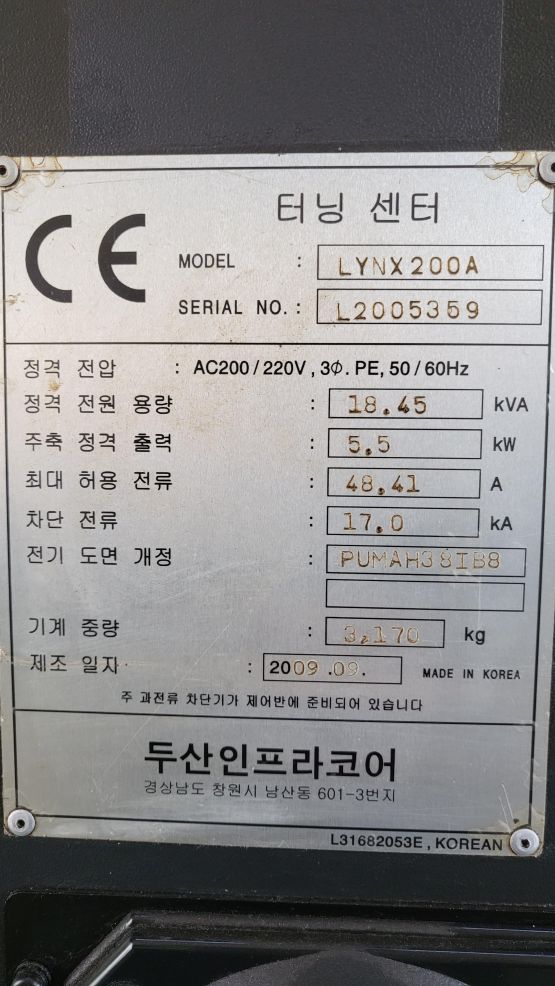 CE
터닝 센터
MODEL : LYNX200A
SERIAL NO. : L2005359
정격 전압 : AC200/220V, 3Φ. PE, 50/60Hz
정격 전원 용량 : 18.45 kVA
주축 정격 출력 : 5.5 kW
최대 허용 전류 : 48.41 A
차단 전류 : 17.0 kA
전기 도면 개정 : PUMAH38IB8
기계 중량 : 3,170 kg
제조 일자 : 2009.09. MADE IN KOREA
주 과전류 차단기가 제어반에 준비되어 있습니다
두산인프라코어
경상남도 창원시 남산동 601-3번지
L31682053E, KOREAN